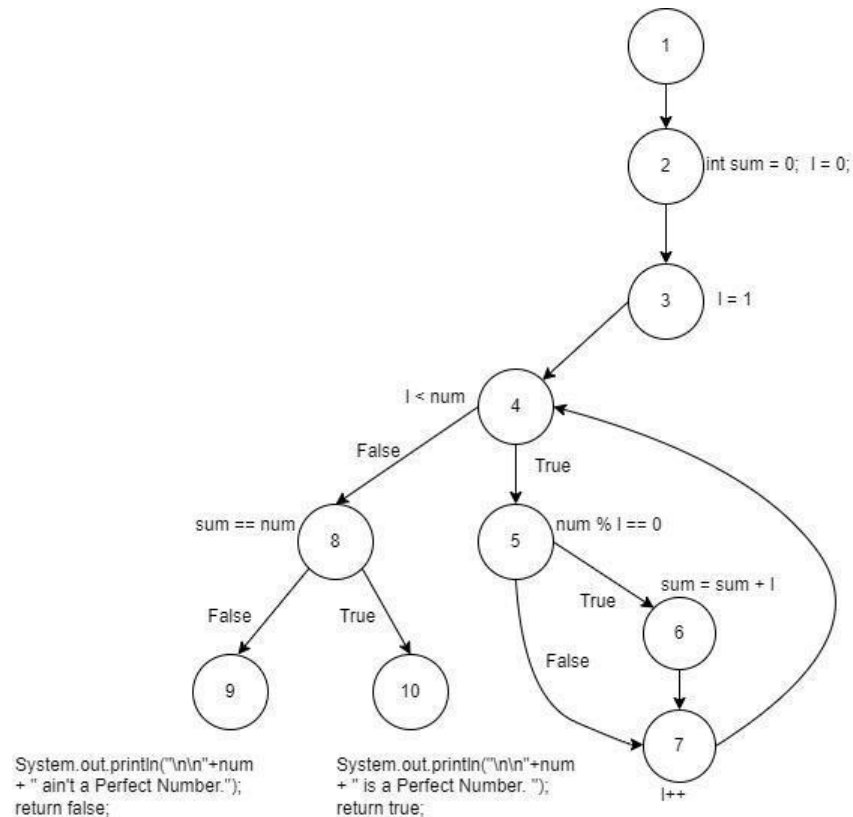 1
2
int sum = 0;  I = 0;
3
I = 1
I < num
4
False
True
sum == num
8
5
num % I == 0
False
True
True
sum = sum + I
6
False
9
10
7
System.out.println("\n\n"+num
+ " ain't a Perfect Number.");
return false;
System.out.println("\n\n"+num
+ " is a Perfect Number. ");
return true;
I++